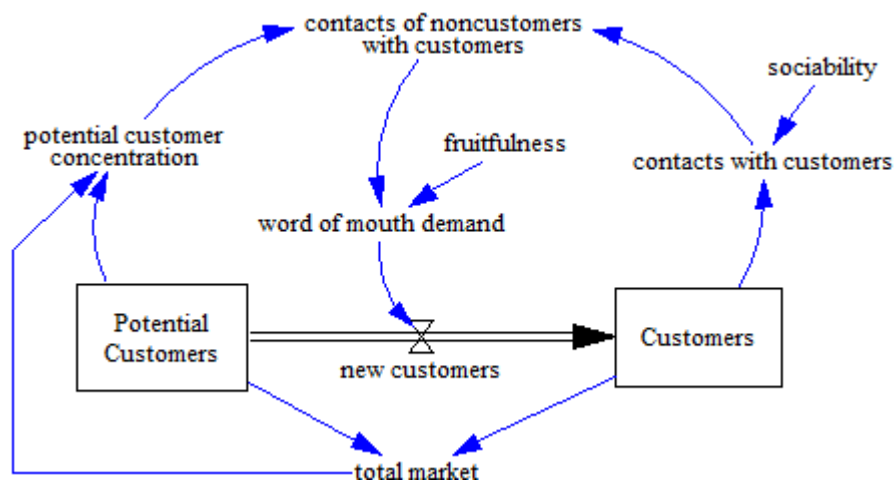 contacts of noncustomers
with customers
sociability
potential customer
concentration
fruitfulness
contacts with customers
word of mouth demand
Potential
Customers
Customers
new customers
total market